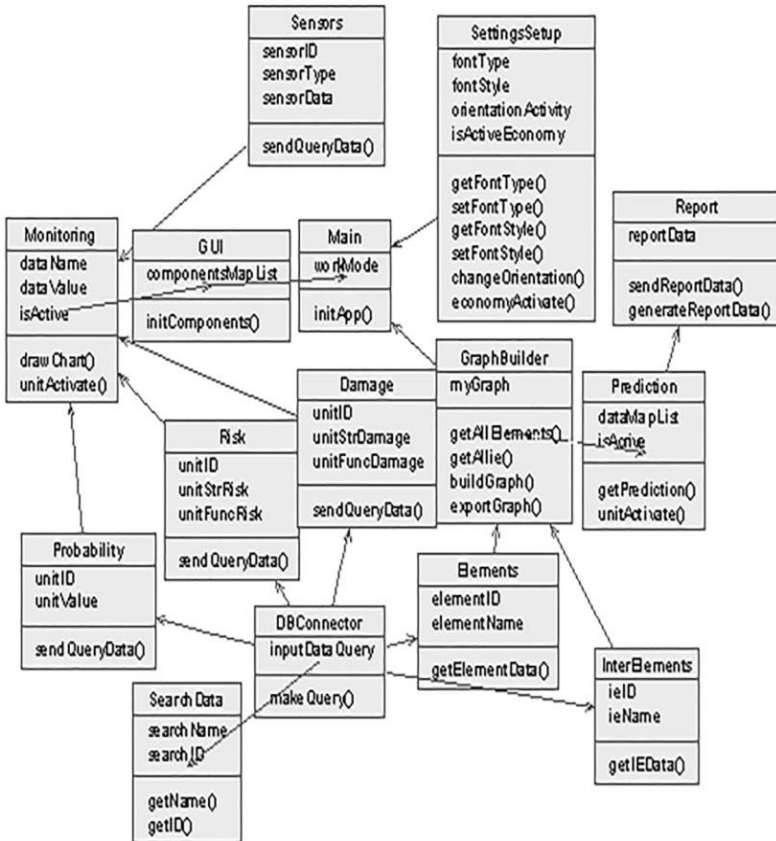 Sensors
sensorID
sensorType
sensorData
sendQueryData()
SettingsSetup
fontType
fontStyle
orientationActivity
isActiveEconomy
getFontType()
setFontType()
getFontStyle()
setFontStyle()
changeOrientation()
economyActivate()
Report
reportData
sendReportData()
generateReportData()
Monitoring
dataName
dataValue
isActive
drawChart()
unitActivate()
GUI
componentsMapList
initComponents()
Main
workMode
initApp()
GraphBuilder
myGraph
getAllElements()
getAllie()
buildGraph()
exportGraph()
Prediction
dataMapList
isAcrive
getPrediction()
unitActivate()
Damage
unitID
unitStrDamage
unitFuncDamage
sendQueryData()
Risk
unitID
unitStrRisk
unitFuncRisk
sendQueryData()
Probability
unitID
unitValue
sendQueryData()
DBConnector
inputDataQuery
makeQuery()
Elements
elementID
elementName
getElementData()
InterElements
ieID
ieName
getIEData()
SearchData
searchName
searchID
getName()
getID()